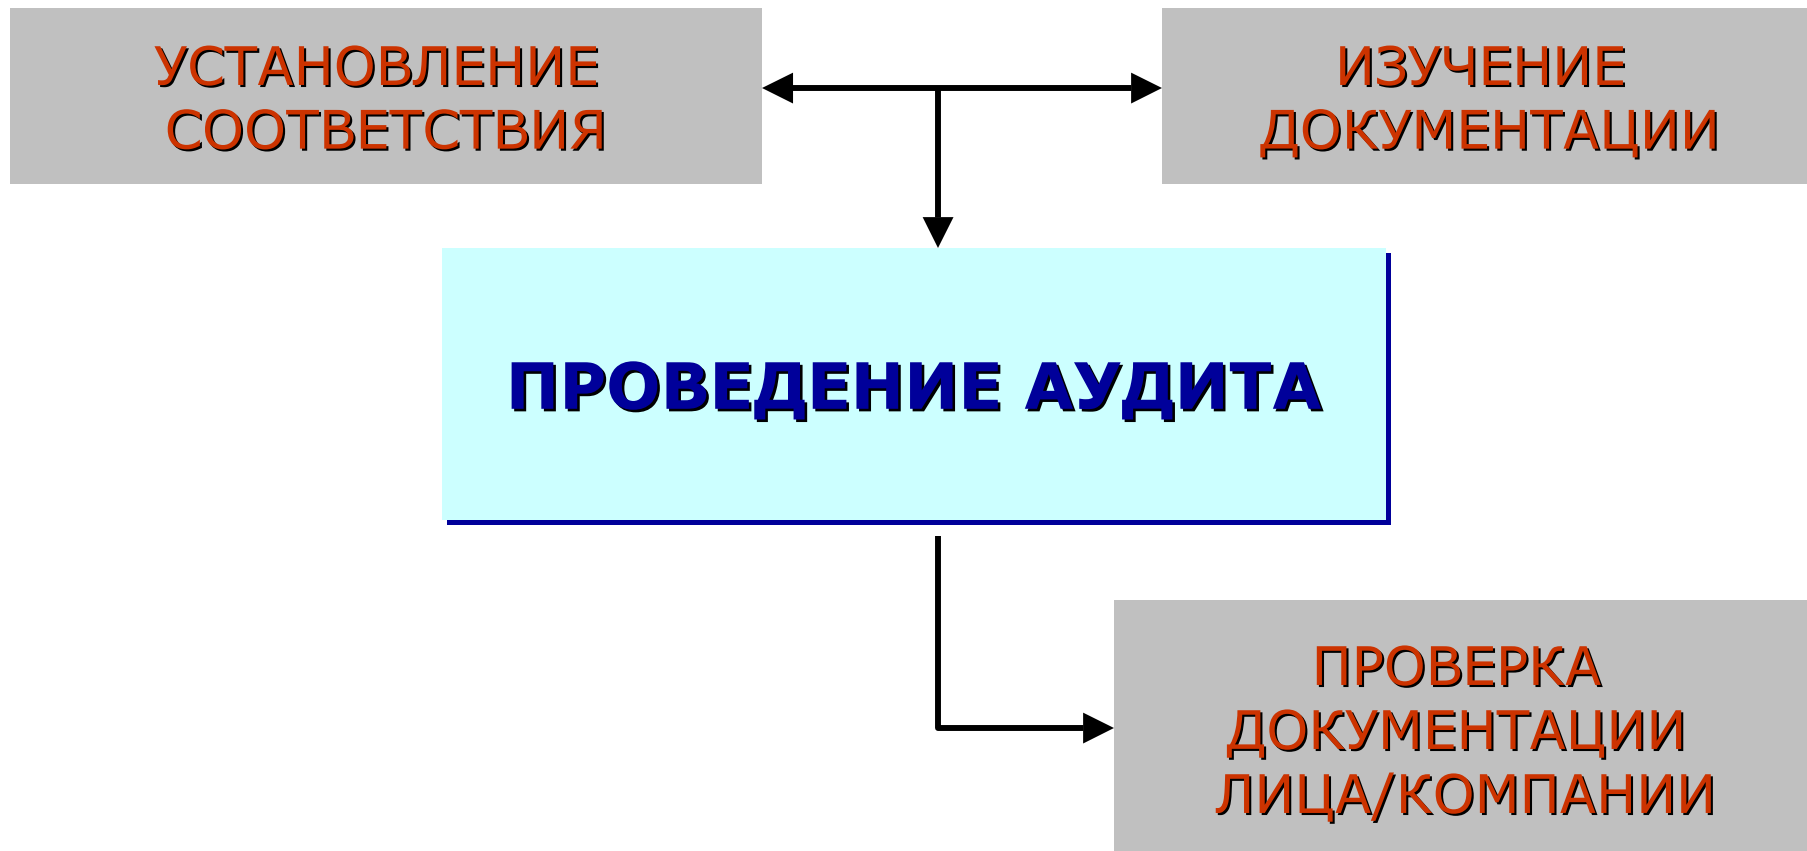 УСТАНОВЛЕНИЕ
СООТВЕТСТВИЯ
ИЗУЧЕНИЕ
ДОКУМЕНТАЦИИ
ПРОВЕДЕНИЕ АУДИТА
ПРОВЕРКА
ДОКУМЕНТАЦИИ
ЛИЦА/КОМПАНИИ